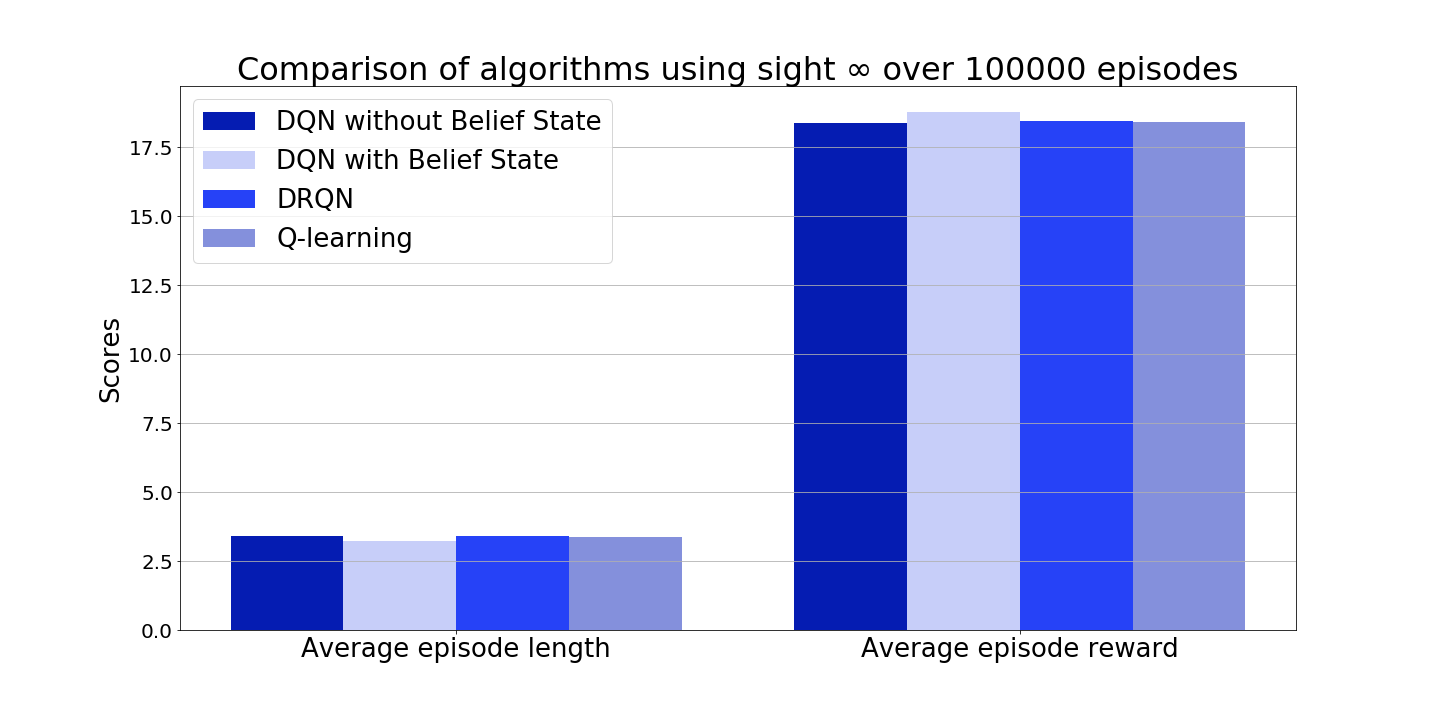 Comparison of algorithms using sight ∞ over 100000 episodes
DQN without Belief State
DQN with Belief State
DRQN
Q-learning
Scores
17.5
15.0
12.5
10.0
7.5
5.0
2.5
0.0
Average episode length
Average episode reward